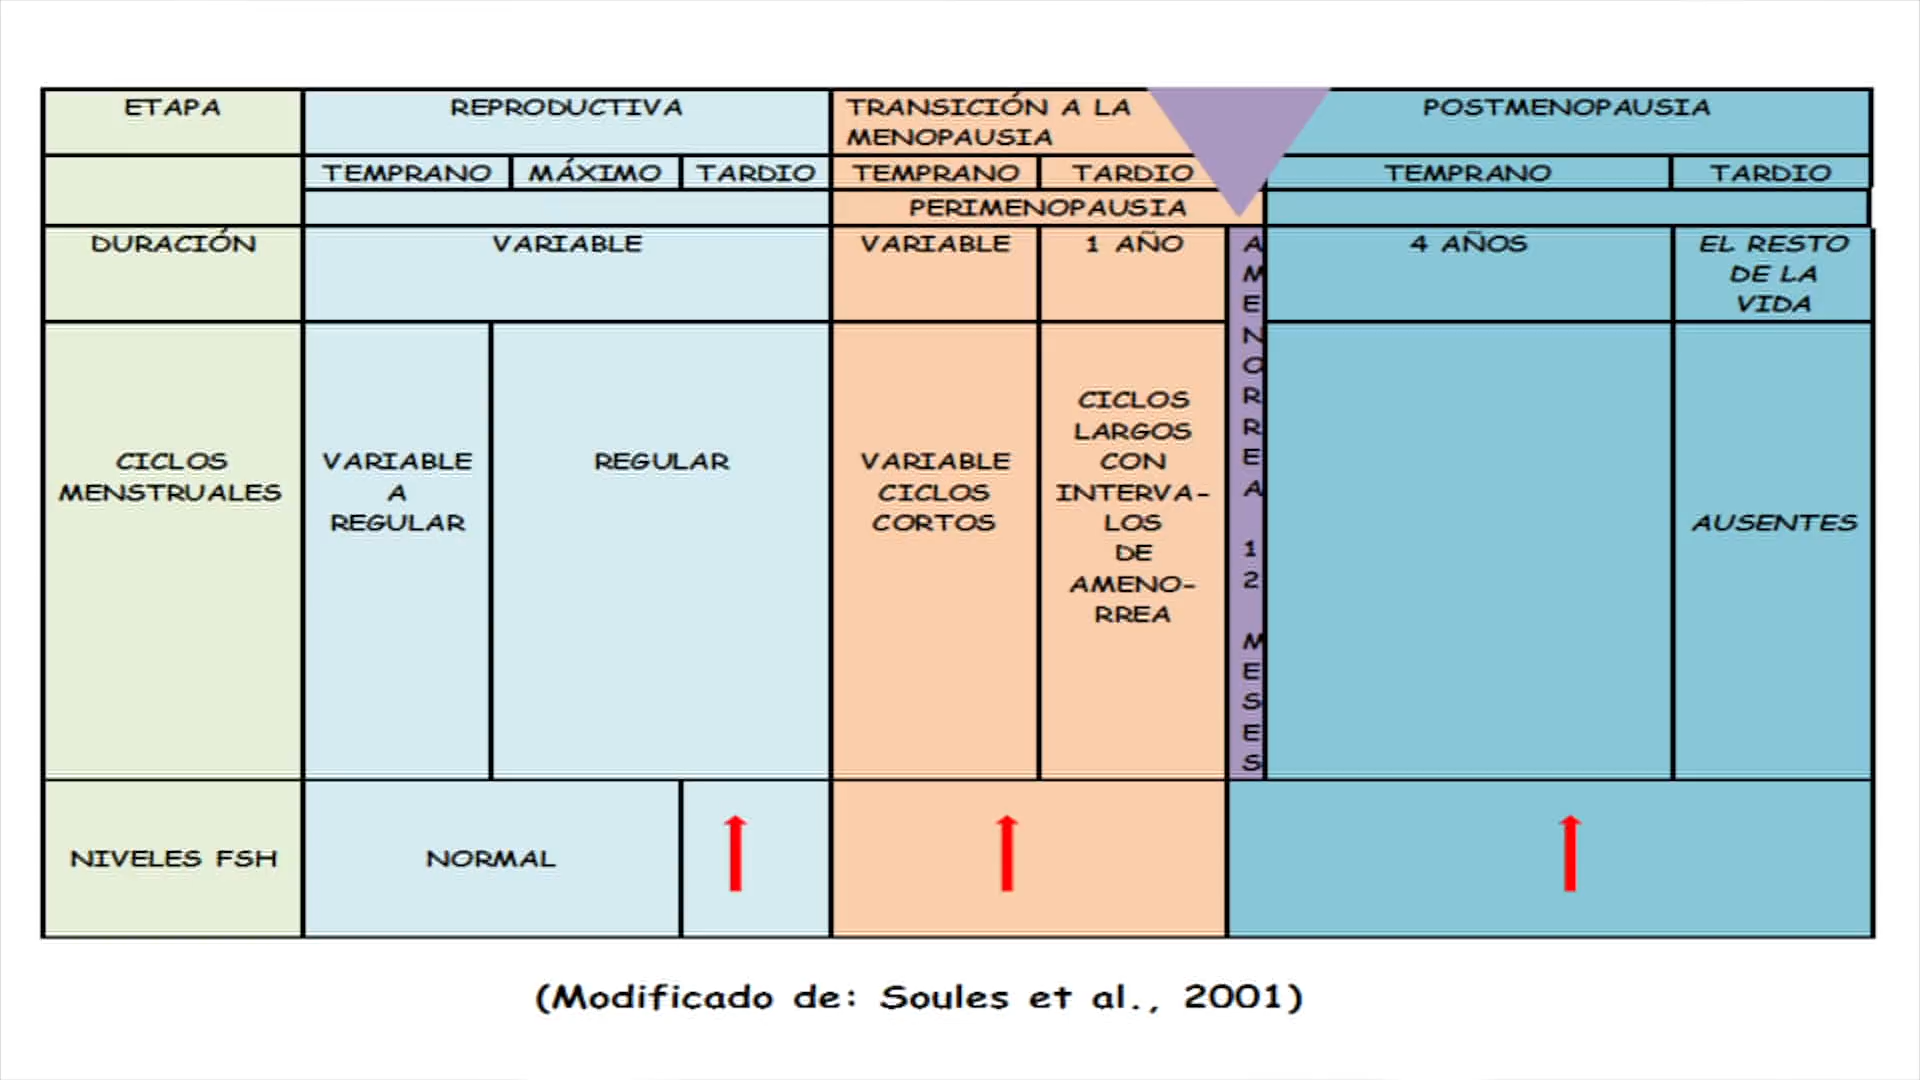 ETAPA
REPRODUCTIVA
TRANSICIÓN A LA
MENOPAUSIA
POSTMENOPAUSIA
TEMPRANO
MÁXIMO
TARDIO
TEMPRANO
TARDIO
TEMPRANO
TARDIO
PERIMENOPAUSIA
DURACIÓN
VARIABLE
VARIABLE
1 AÑO
4 AÑOS
EL RESTO
DE LA
VIDA
CICLOS
MENSTRUALES
VARIABLE
A
REGULAR
REGULAR
VARIABLE
CICLOS
CORTOS
CICLOS
LARGOS
CON
INTERVA-
LOS
DE
AMENO-
RREA
AMENORREA 12 MESES
AUSENTES
NIVELES FSH
NORMAL
(Modificado de: Soules et al., 2001)